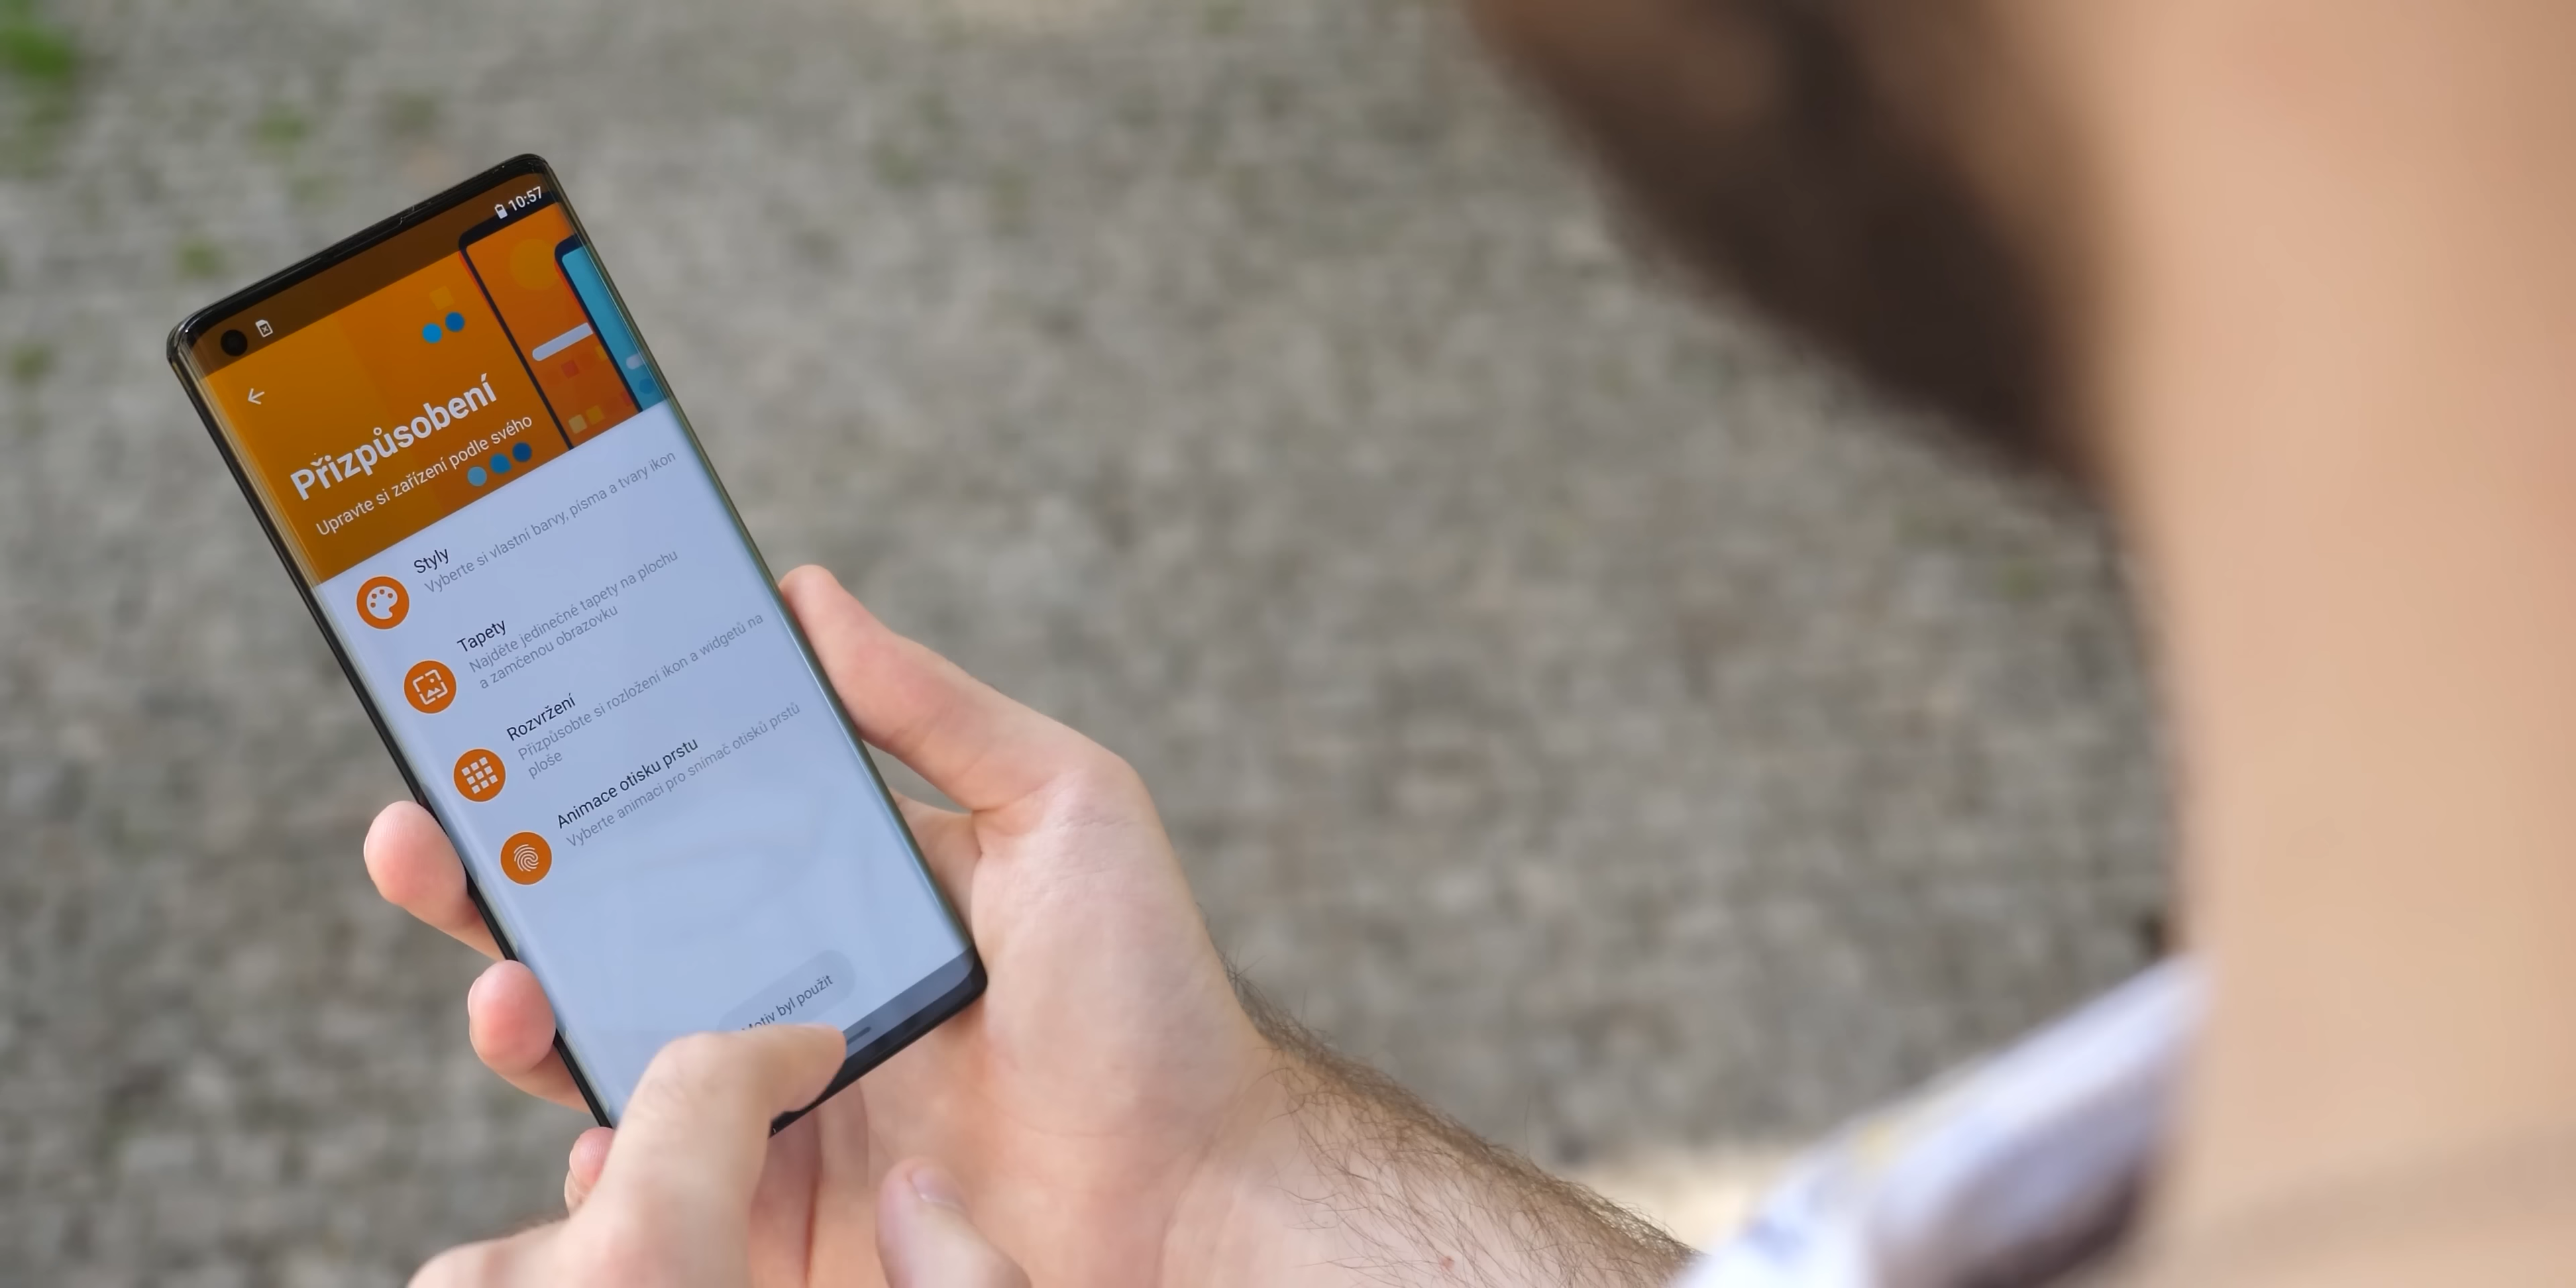 10:57
Přizpůsobení
Upravte si zařízení podle svého
Styly
Vyberte si vlastní barvy, písma a tvary ikon
Tapety
Najděte jedinečné tapety na plochu
a zamčenou obrazovku
Rozvržení
Přizpůsobte si rozložení ikon a widgetů na
ploše
Animace otisku prstu
Vyberte animaci pro snímač otisků prstů
Motiv byl použit